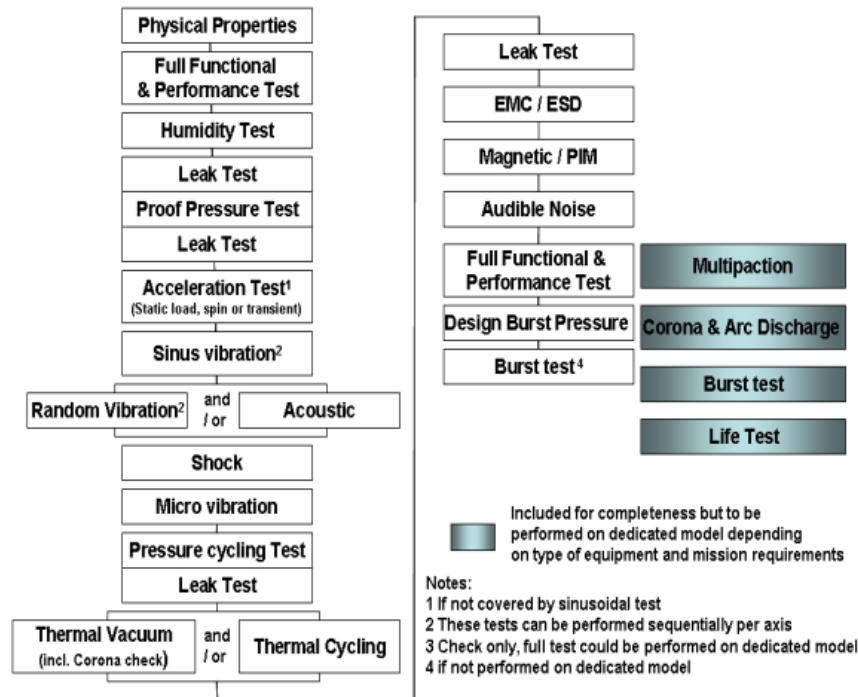 Physical Properties
Full Functional
& Performance Test
Humidity Test
Leak Test
Proof Pressure Test
Leak Test
Acceleration Test¹
(Static load, spin or transient)
Sinus vibration²
Random Vibration²
and
/ or
Acoustic
Shock
Micro vibration
Pressure cycling Test
Leak Test
Thermal Vacuum
(incl. Corona check)
and
/ or
Thermal Cycling
Leak Test
EMC / ESD
Magnetic / PIM
Audible Noise
Full Functional &
Performance Test
Design Burst Pressure
Burst test⁴
Multipaction
Corona & Arc Discharge
Burst test
Life Test
Included for completeness but to be
performed on dedicated model depending
on type of equipment and mission requirements
Notes:
1 If not covered by sinusoidal test
2 These tests can be performed sequentially per axis
3 Check only, full test could be performed on dedicated model
4 if not performed on dedicated model